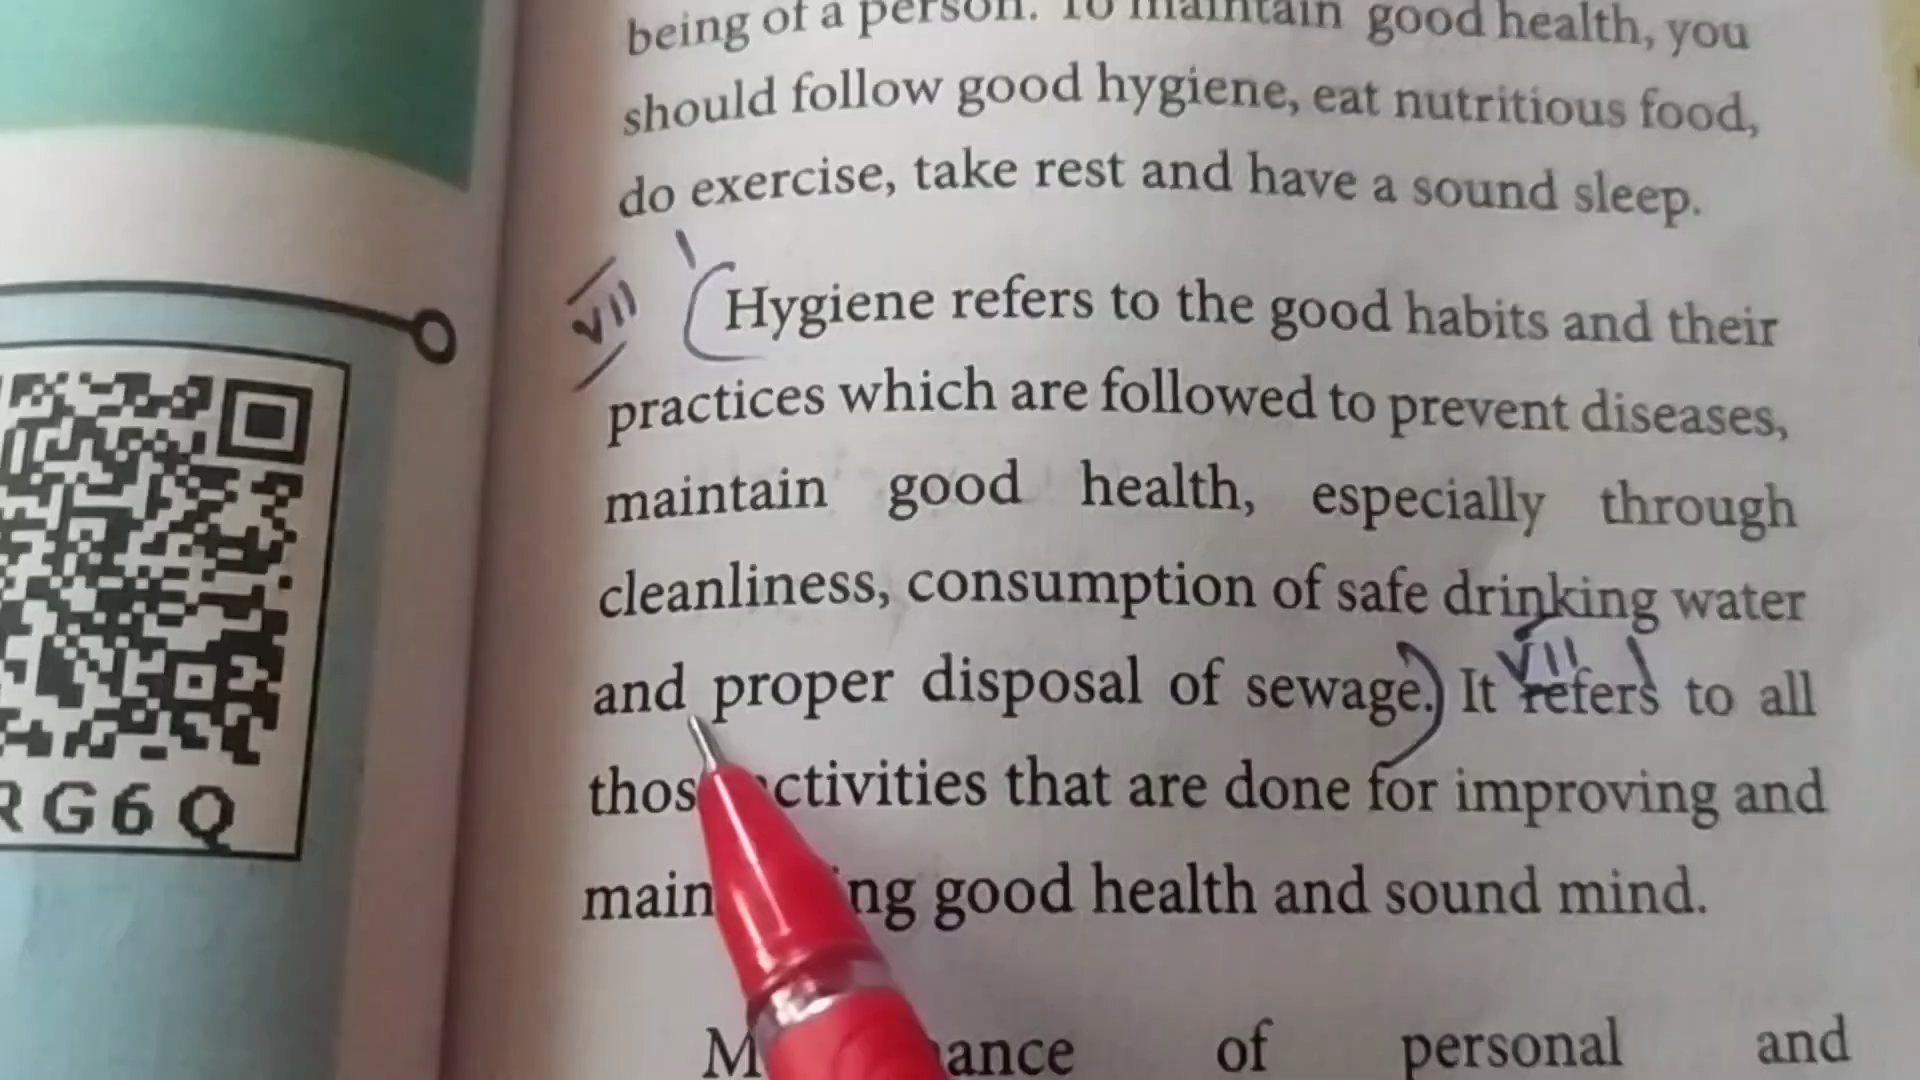 being of a person. To maintain good health, you
should follow good hygiene, eat nutritious food,
do exercise, take rest and have a sound sleep.
VII
Hygiene refers to the good habits and their
practices which are followed to prevent diseases,
maintain good health, especially through
cleanliness, consumption of safe drinking water
VII
and proper disposal of sewage. It refers to all
activities that are done for improving and
good health and sound mind.
of personal and
RG6Q